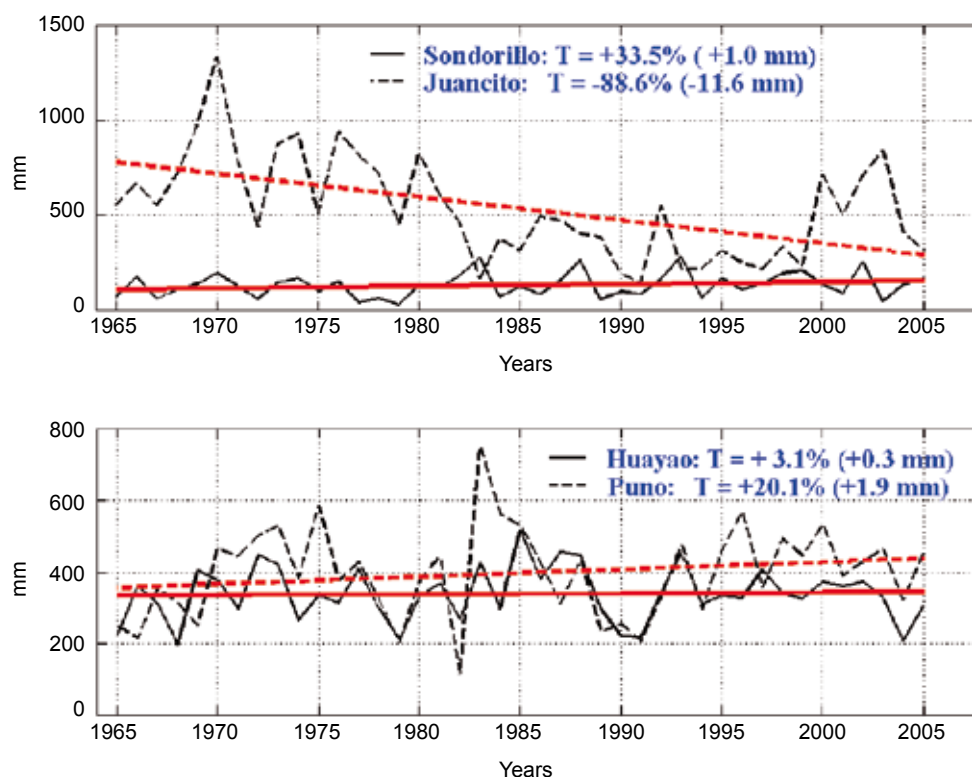 1500
1000
500
0
mm
Sondorillo: T = +33.5% ( +1.0 mm)
Juancito: T = -88.6% (-11.6 mm)
1965 1970 1975 1980 1985 1990 1995 2000 2005
Years
800
600
400
200
0
mm
Huayao: T = + 3.1% (+0.3 mm)
Puno: T = +20.1% (+1.9 mm)
1965 1970 1975 1980 1985 1990 1995 2000 2005
Years